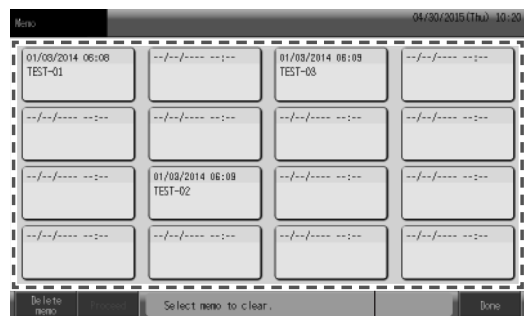 Memo 04/30/2015(Thu) 10:20
01/03/2014 06:08 --/--/---- --:-- 01/03/2014 06:09 --/--/---- --:--
TEST-01 TEST-03
--/--/---- --:-- --/--/---- --:-- --/--/---- --:-- --/--/---- --:--
--/--/---- --:-- 01/03/2014 06:09 --/--/---- --:-- --/--/---- --:--
TEST-02
--/--/---- --:-- --/--/---- --:-- --/--/---- --:-- --/--/---- --:--
Delete
memo Proceed Select memo to clear. Done